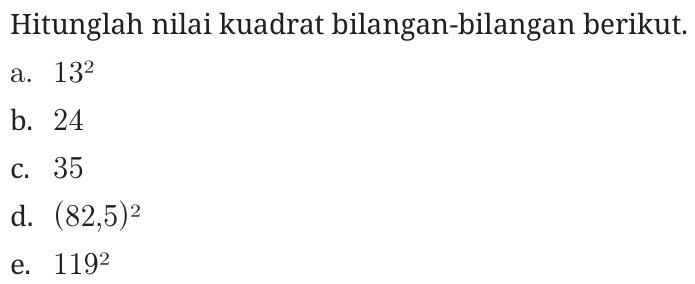 Hitunglah nilai kuadrat bilangan-bilangan berikut.
a. 13²
b. 24
c. 35
d. (82,5)²
e. 119²